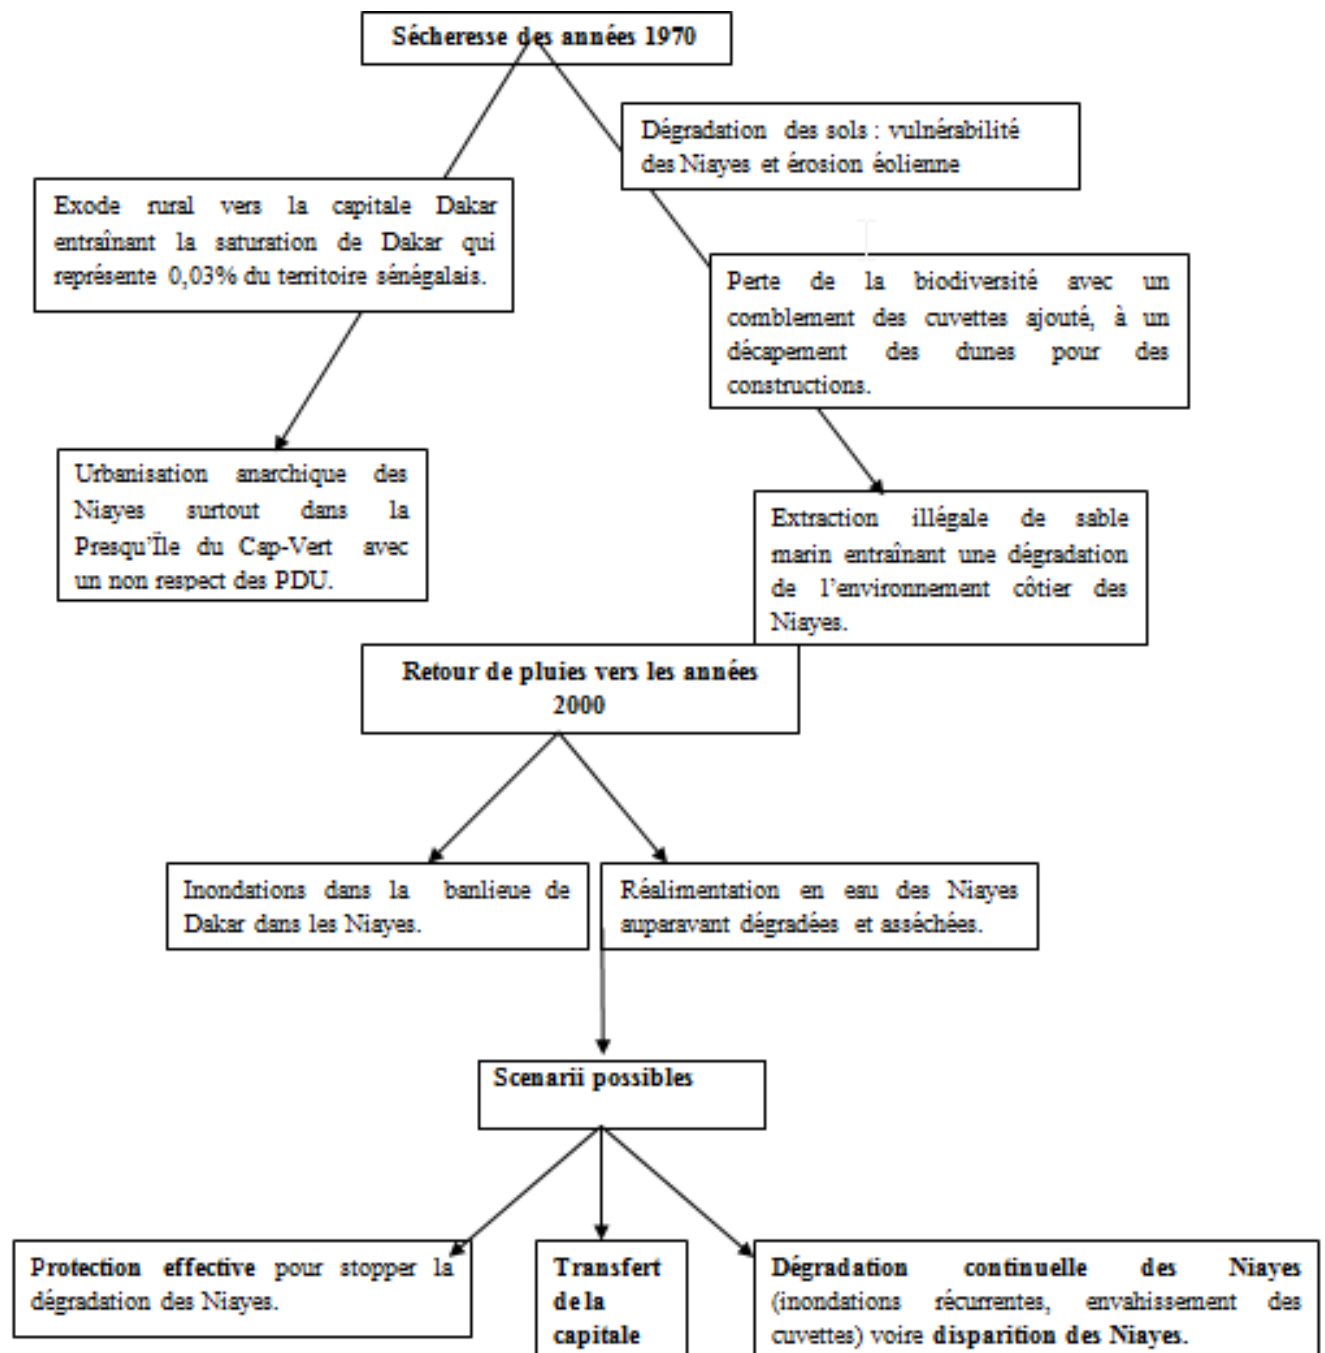 Sécheresse des années 1970
Dégradation des sols : vulnérabilité
des Niayes et érosion éolienne
Exode rural vers la capitale Dakar
entraînant la saturation de Dakar qui
représente 0,03% du territoire sénégalais.
Perte de la biodiversité avec un
comblement des cuvettes ajouté, à un
décapement des dunes pour des
constructions.
Urbanisation anarchique des
Niayes surtout dans la
Presqu’Île du Cap-Vert avec
un non respect des PDU.
Extraction illégale de sable
marin entraînant une dégradation
de l’environnement côtier des
Niayes.
Retour de pluies vers les années
2000
Inondations dans la banlieue de
Dakar dans les Niayes.
Réalimentation en eau des Niayes
auparavant dégradées et asséchées.
Scenarii possibles
Protection effective pour stopper la
dégradation des Niayes.
Transfert
de la
capitale
Dégradation continuelle des Niayes
(inondations récurrentes, envahissement des
cuvettes) voire disparition des Niayes.